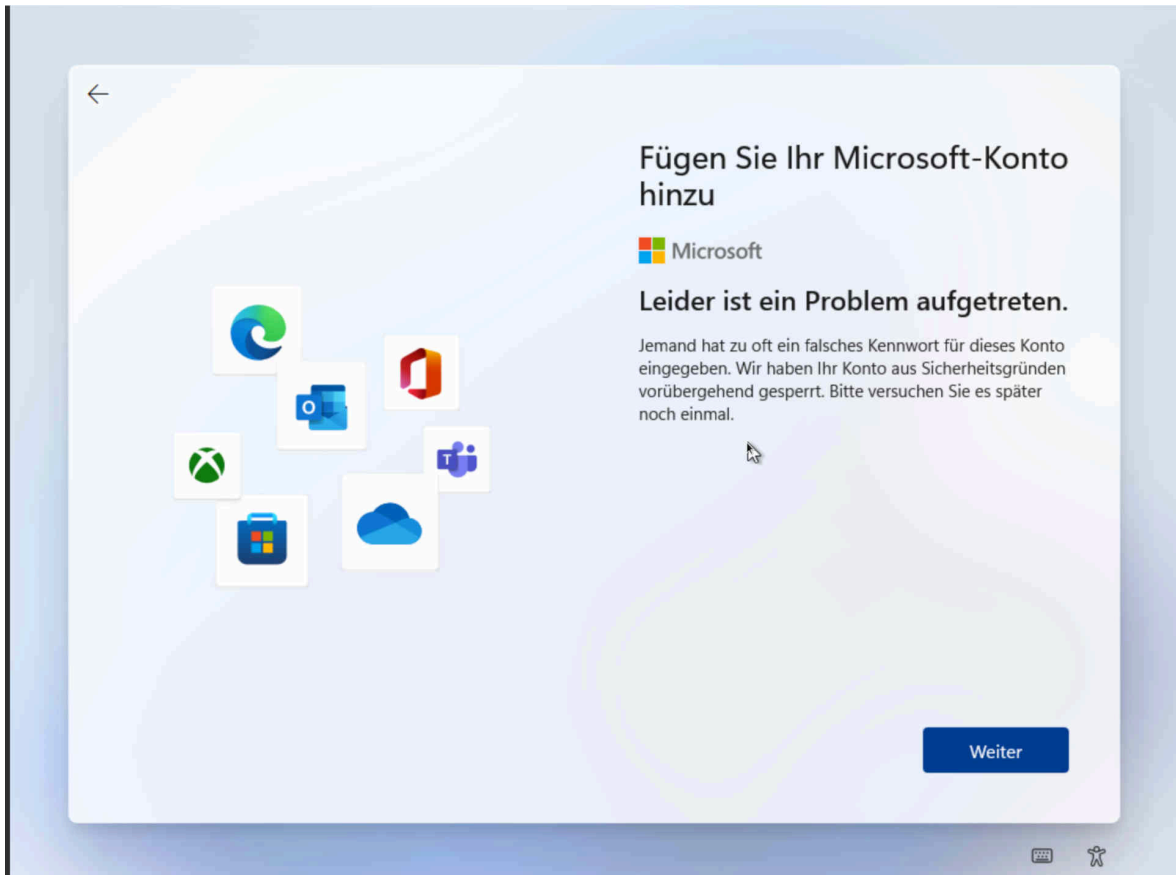 Fügen Sie Ihr Microsoft-Konto
hinzu
Microsoft
Leider ist ein Problem aufgetreten.
Jemand hat zu oft ein falsches Kennwort für dieses Konto
eingegeben. Wir haben Ihr Konto aus Sicherheitsgründen
vorübergehend gesperrt. Bitte versuchen Sie es später
noch einmal.
Weiter